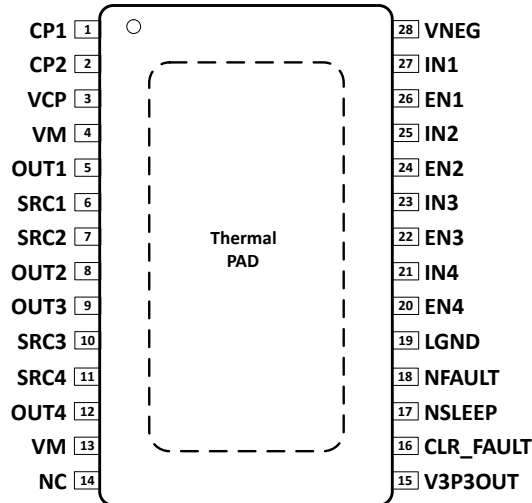 CP1 1 28 VNEG
CP2 2 27 IN1
VCP 3 26 EN1
VM 4 25 IN2
OUT1 5 24 EN2
SRC1 6 23 IN3
SRC2 7 22 EN3
Thermal
PAD
OUT2 8 21 IN4
OUT3 9 20 EN4
SRC3 10 19 LGND
SRC4 11 18 NFAULT
OUT4 12 17 NSLEEP
VM 13 16 CLR_FAULT
NC 14 15 V3P3OUT